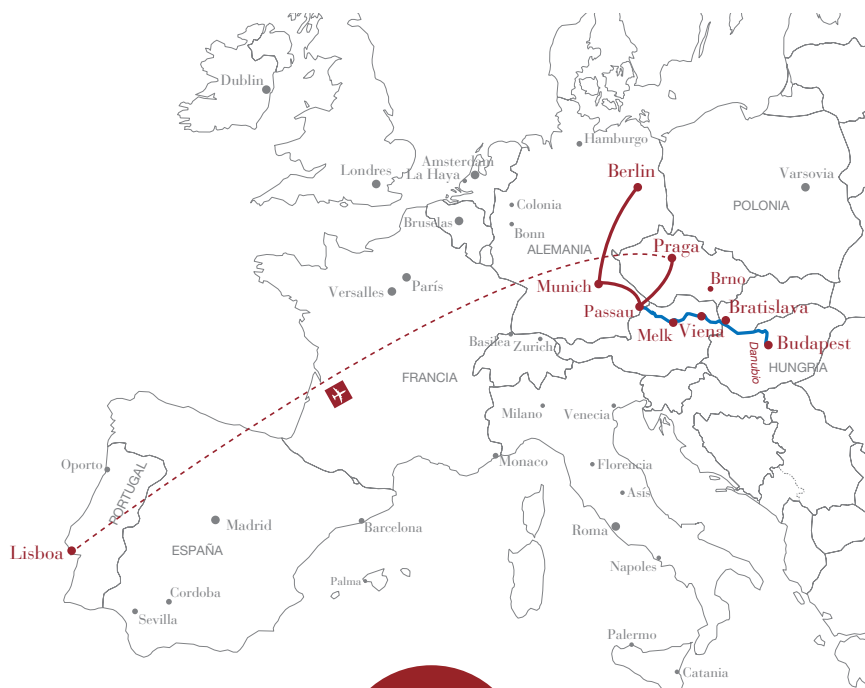 Dublin
Hamburgo
Amsterdam
La Haya
Londres
Berlin
Varsovia
Colonia
POLONIA
Bruselas
Bonn
ALEMANIA
Praga
París
Versalles
Munich
Brno
Passau
Bratislava
Melk
Viena
Basilea
Zurich
Budapest
Danubio
HUNGRIA
FRANCIA
Milano
Venecia
Oporto
PORTUGAL
Monaco
Florencia
Asís
Madrid
Barcelona
Roma
Lisboa
ESPAÑA
Napoles
Palma
Cordoba
Sevilla
Palermo
Catania